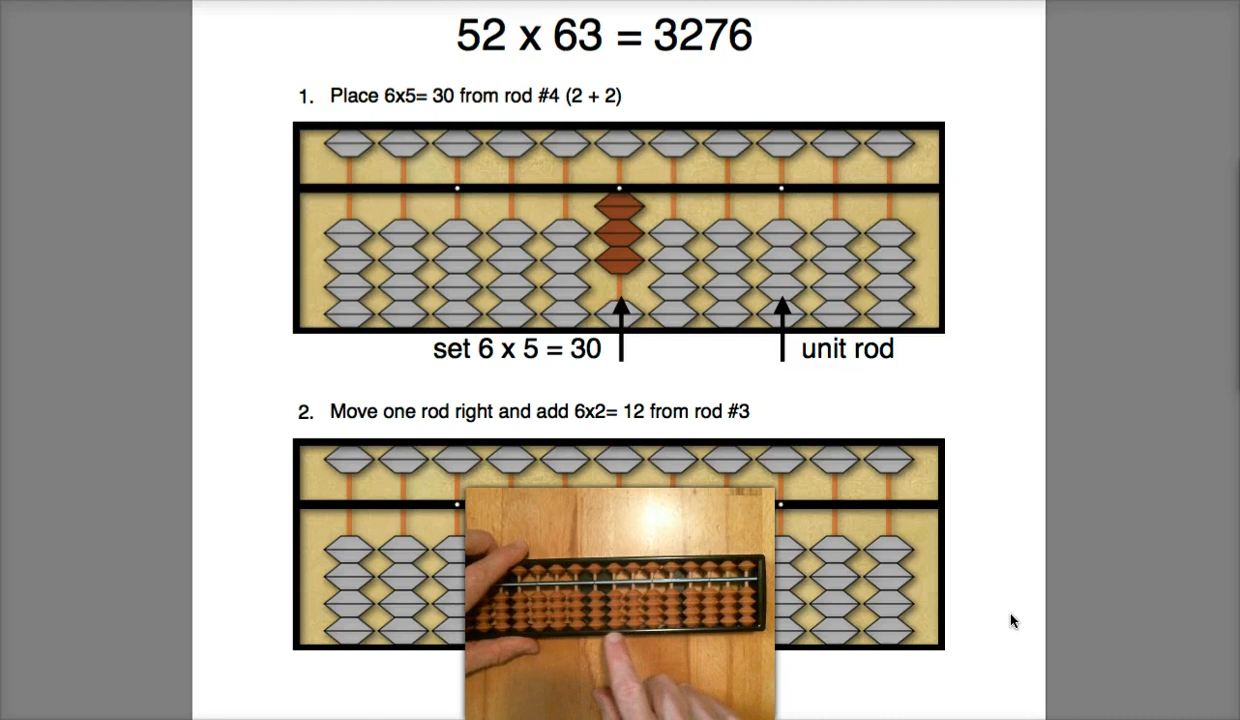 52 x 63 = 3276
1. Place 6x5= 30 from rod #4 (2 + 2)
set 6 x 5 = 30
unit rod
2. Move one rod right and add 6x2= 12 from rod #3